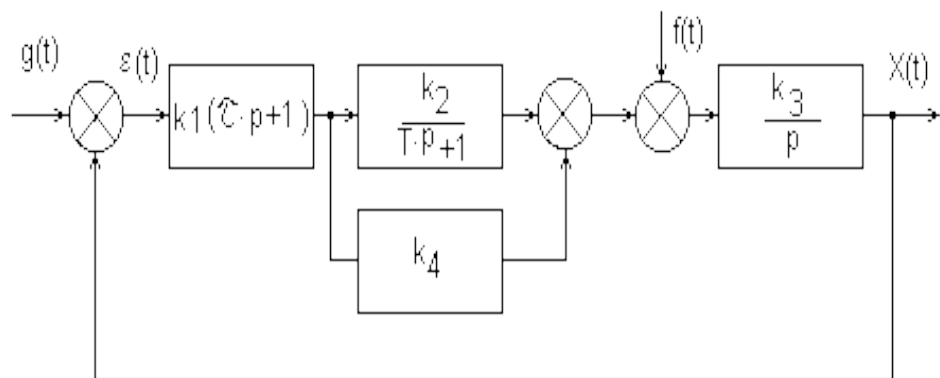 g(t)
ε(t)
k1(τ·p+1)
k2
T·p+1
f(t)
k3
p
X(t)
k4